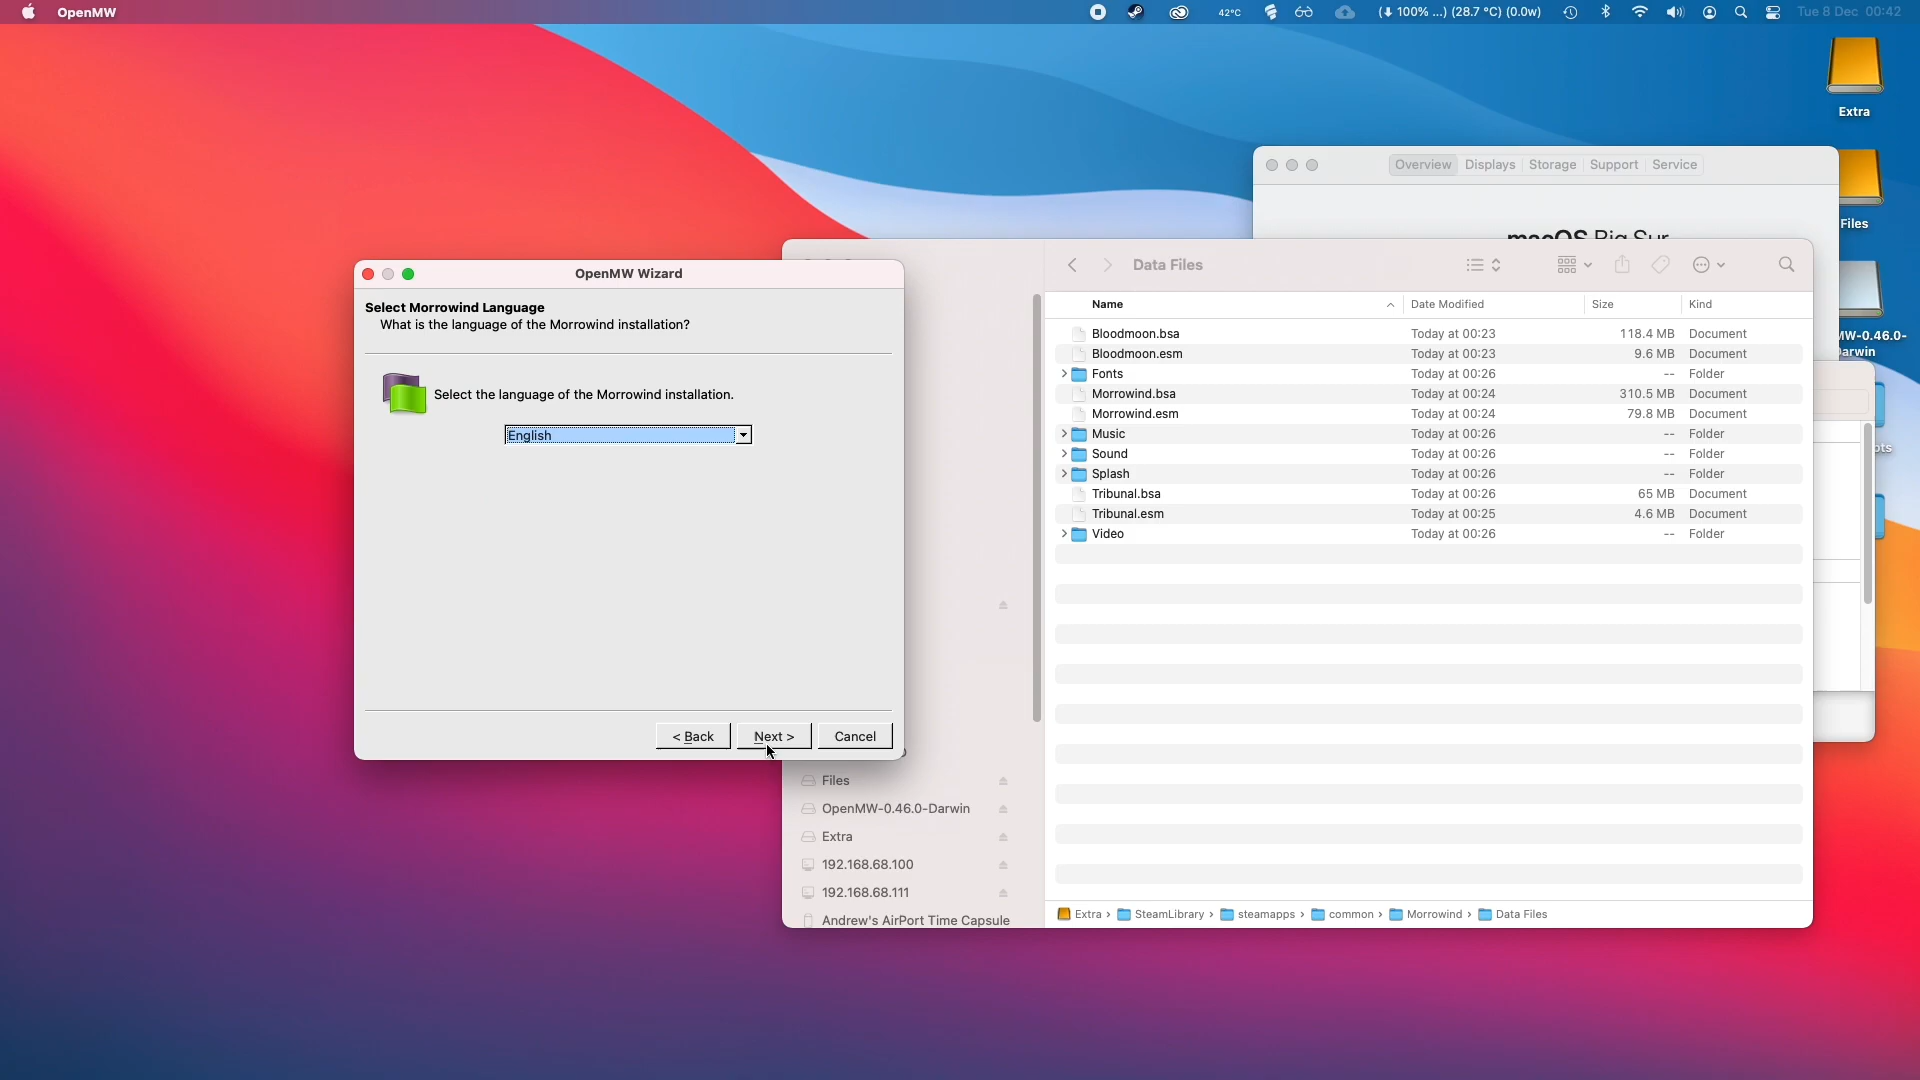 OpenMW
42°C
(⬇ 100% ...) (28.7 °C) (0.0w)
Tue 8 Dec 00:42
Extra
Files
MW-0.46.0-
arwin
Overview Displays Storage Support Service
OpenMW Wizard
Select Morrowind Language
What is the language of the Morrowind installation?
Select the language of the Morrowind installation.
English
< Back Next > Cancel
Data Files
Name Date Modified Size Kind
Bloodmoon.bsa Today at 00:23 118.4 MB Document
Bloodmoon.esm Today at 00:23 9.6 MB Document
Fonts Today at 00:26 -- Folder
Morrowind.bsa Today at 00:24 310.5 MB Document
Morrowind.esm Today at 00:24 79.8 MB Document
Music Today at 00:26 -- Folder
Sound Today at 00:26 -- Folder
Splash Today at 00:26 -- Folder
Tribunal.bsa Today at 00:26 65 MB Document
Tribunal.esm Today at 00:25 4.6 MB Document
Video Today at 00:26 -- Folder
Files
OpenMW-0.46.0-Darwin
Extra
192.168.68.100
192.168.68.111
Andrew's AirPort Time Capsule
Extra › SteamLibrary › steamapps › common › Morrowind › Data Files
ots